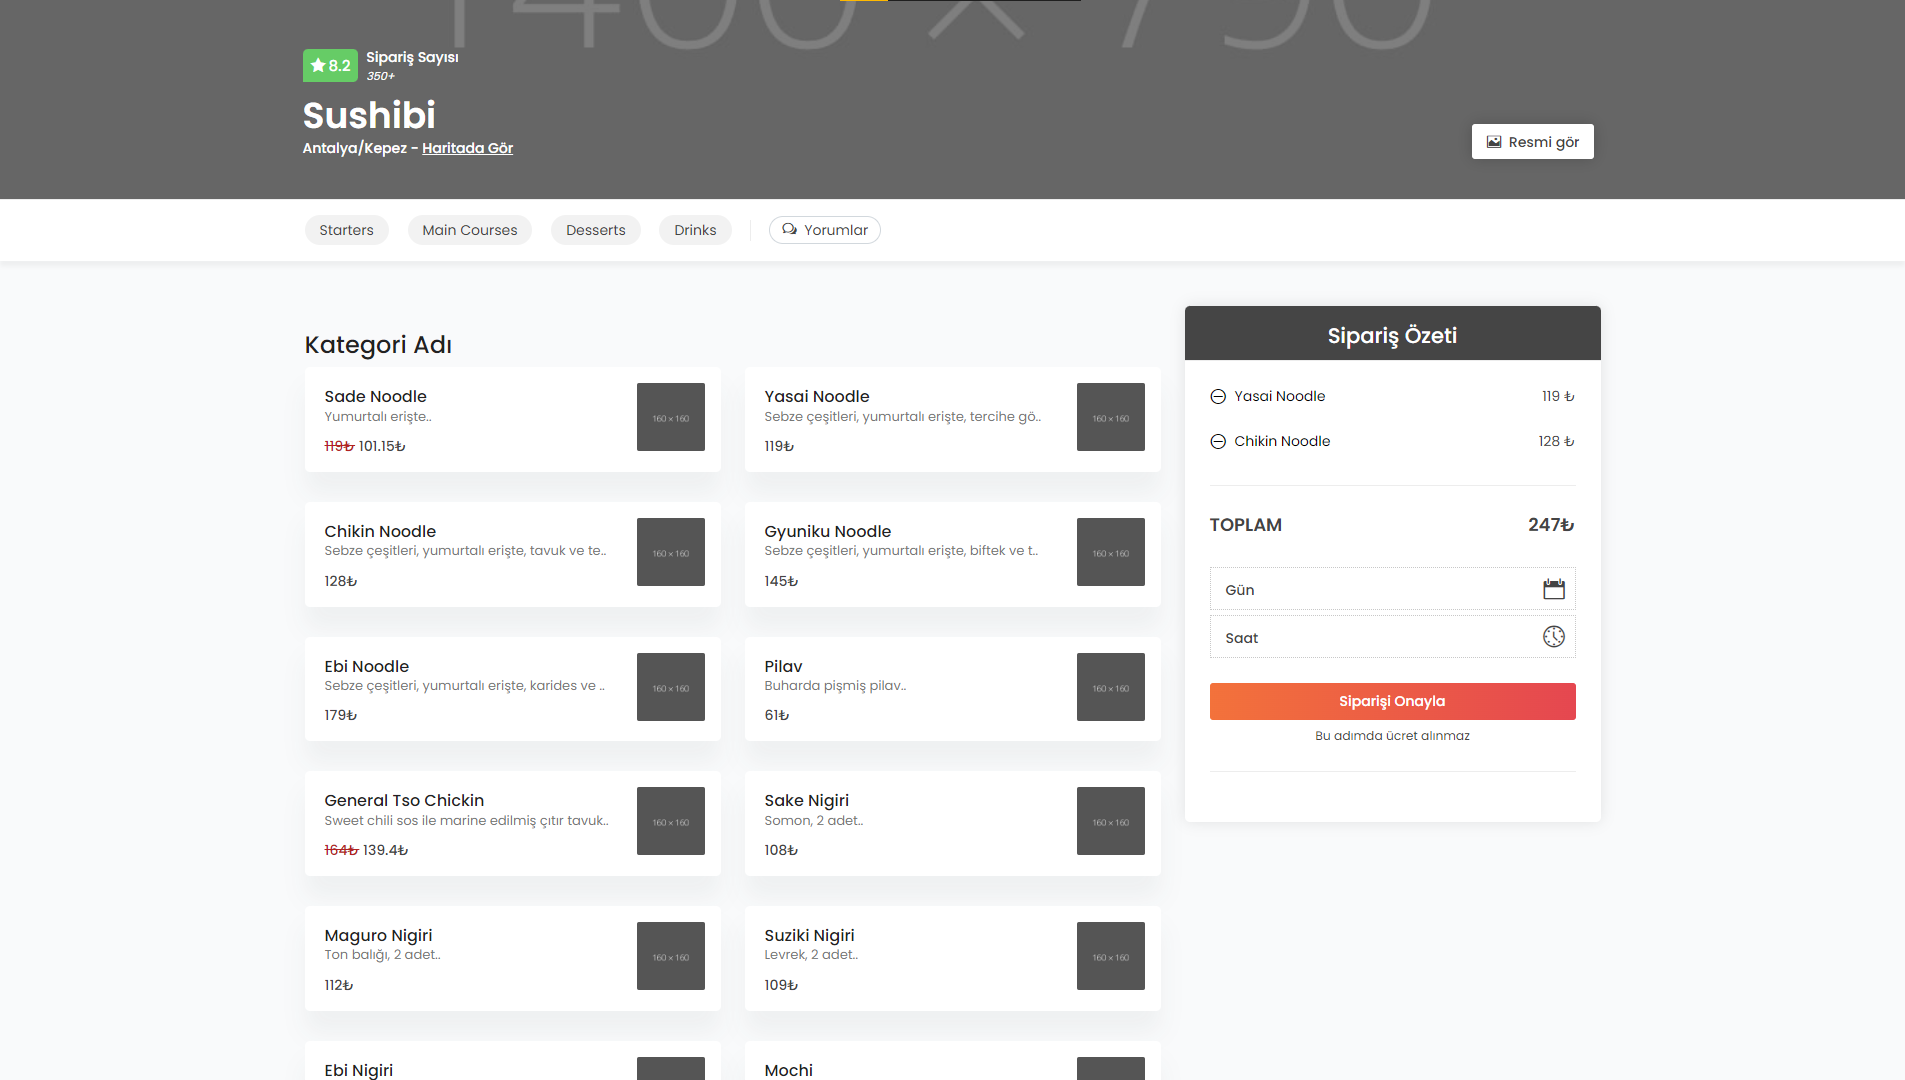 1400 × 750
8.2
Sipariş Sayısı
350+
Sushibi
Antalya/Kepez - Haritada Gör
Resmi gör
Starters
Main Courses
Desserts
Drinks
Yorumlar
Kategori Adı
Sade Noodle
Yumurtalı erişte..
119₺ 101.15₺
160 × 160
Yasai Noodle
Sebze çeşitleri, yumurtalı erişte, tercihe gö..
119₺
160 × 160
Chikin Noodle
Sebze çeşitleri, yumurtalı erişte, tavuk ve te..
128₺
160 × 160
Gyuniku Noodle
Sebze çeşitleri, yumurtalı erişte, biftek ve t..
145₺
160 × 160
Ebi Noodle
Sebze çeşitleri, yumurtalı erişte, karides ve ..
179₺
160 × 160
Pilav
Buharda pişmiş pilav..
61₺
160 × 160
General Tso Chickin
Sweet chili sos ile marine edilmiş çıtır tavuk..
164₺ 139.4₺
160 × 160
Sake Nigiri
Somon, 2 adet..
108₺
160 × 160
Maguro Nigiri
Ton balığı, 2 adet..
112₺
160 × 160
Suziki Nigiri
Levrek, 2 adet..
109₺
160 × 160
Ebi Nigiri
Mochi
Sipariş Özeti
Yasai Noodle 119 ₺
Chikin Noodle 128 ₺
TOPLAM 247₺
Gün
Saat
Siparişi Onayla
Bu adımda ücret alınmaz